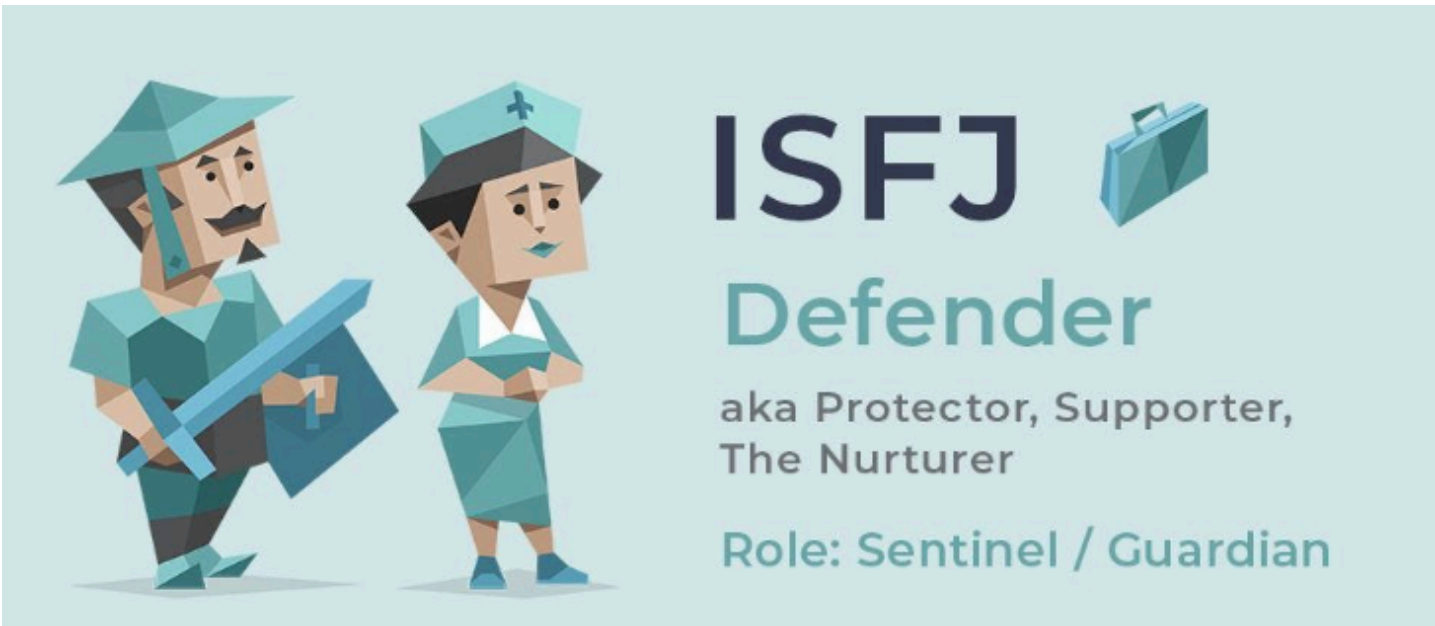 ISFJ
Defender
aka Protector, Supporter,
The Nurturer
Role: Sentinel / Guardian